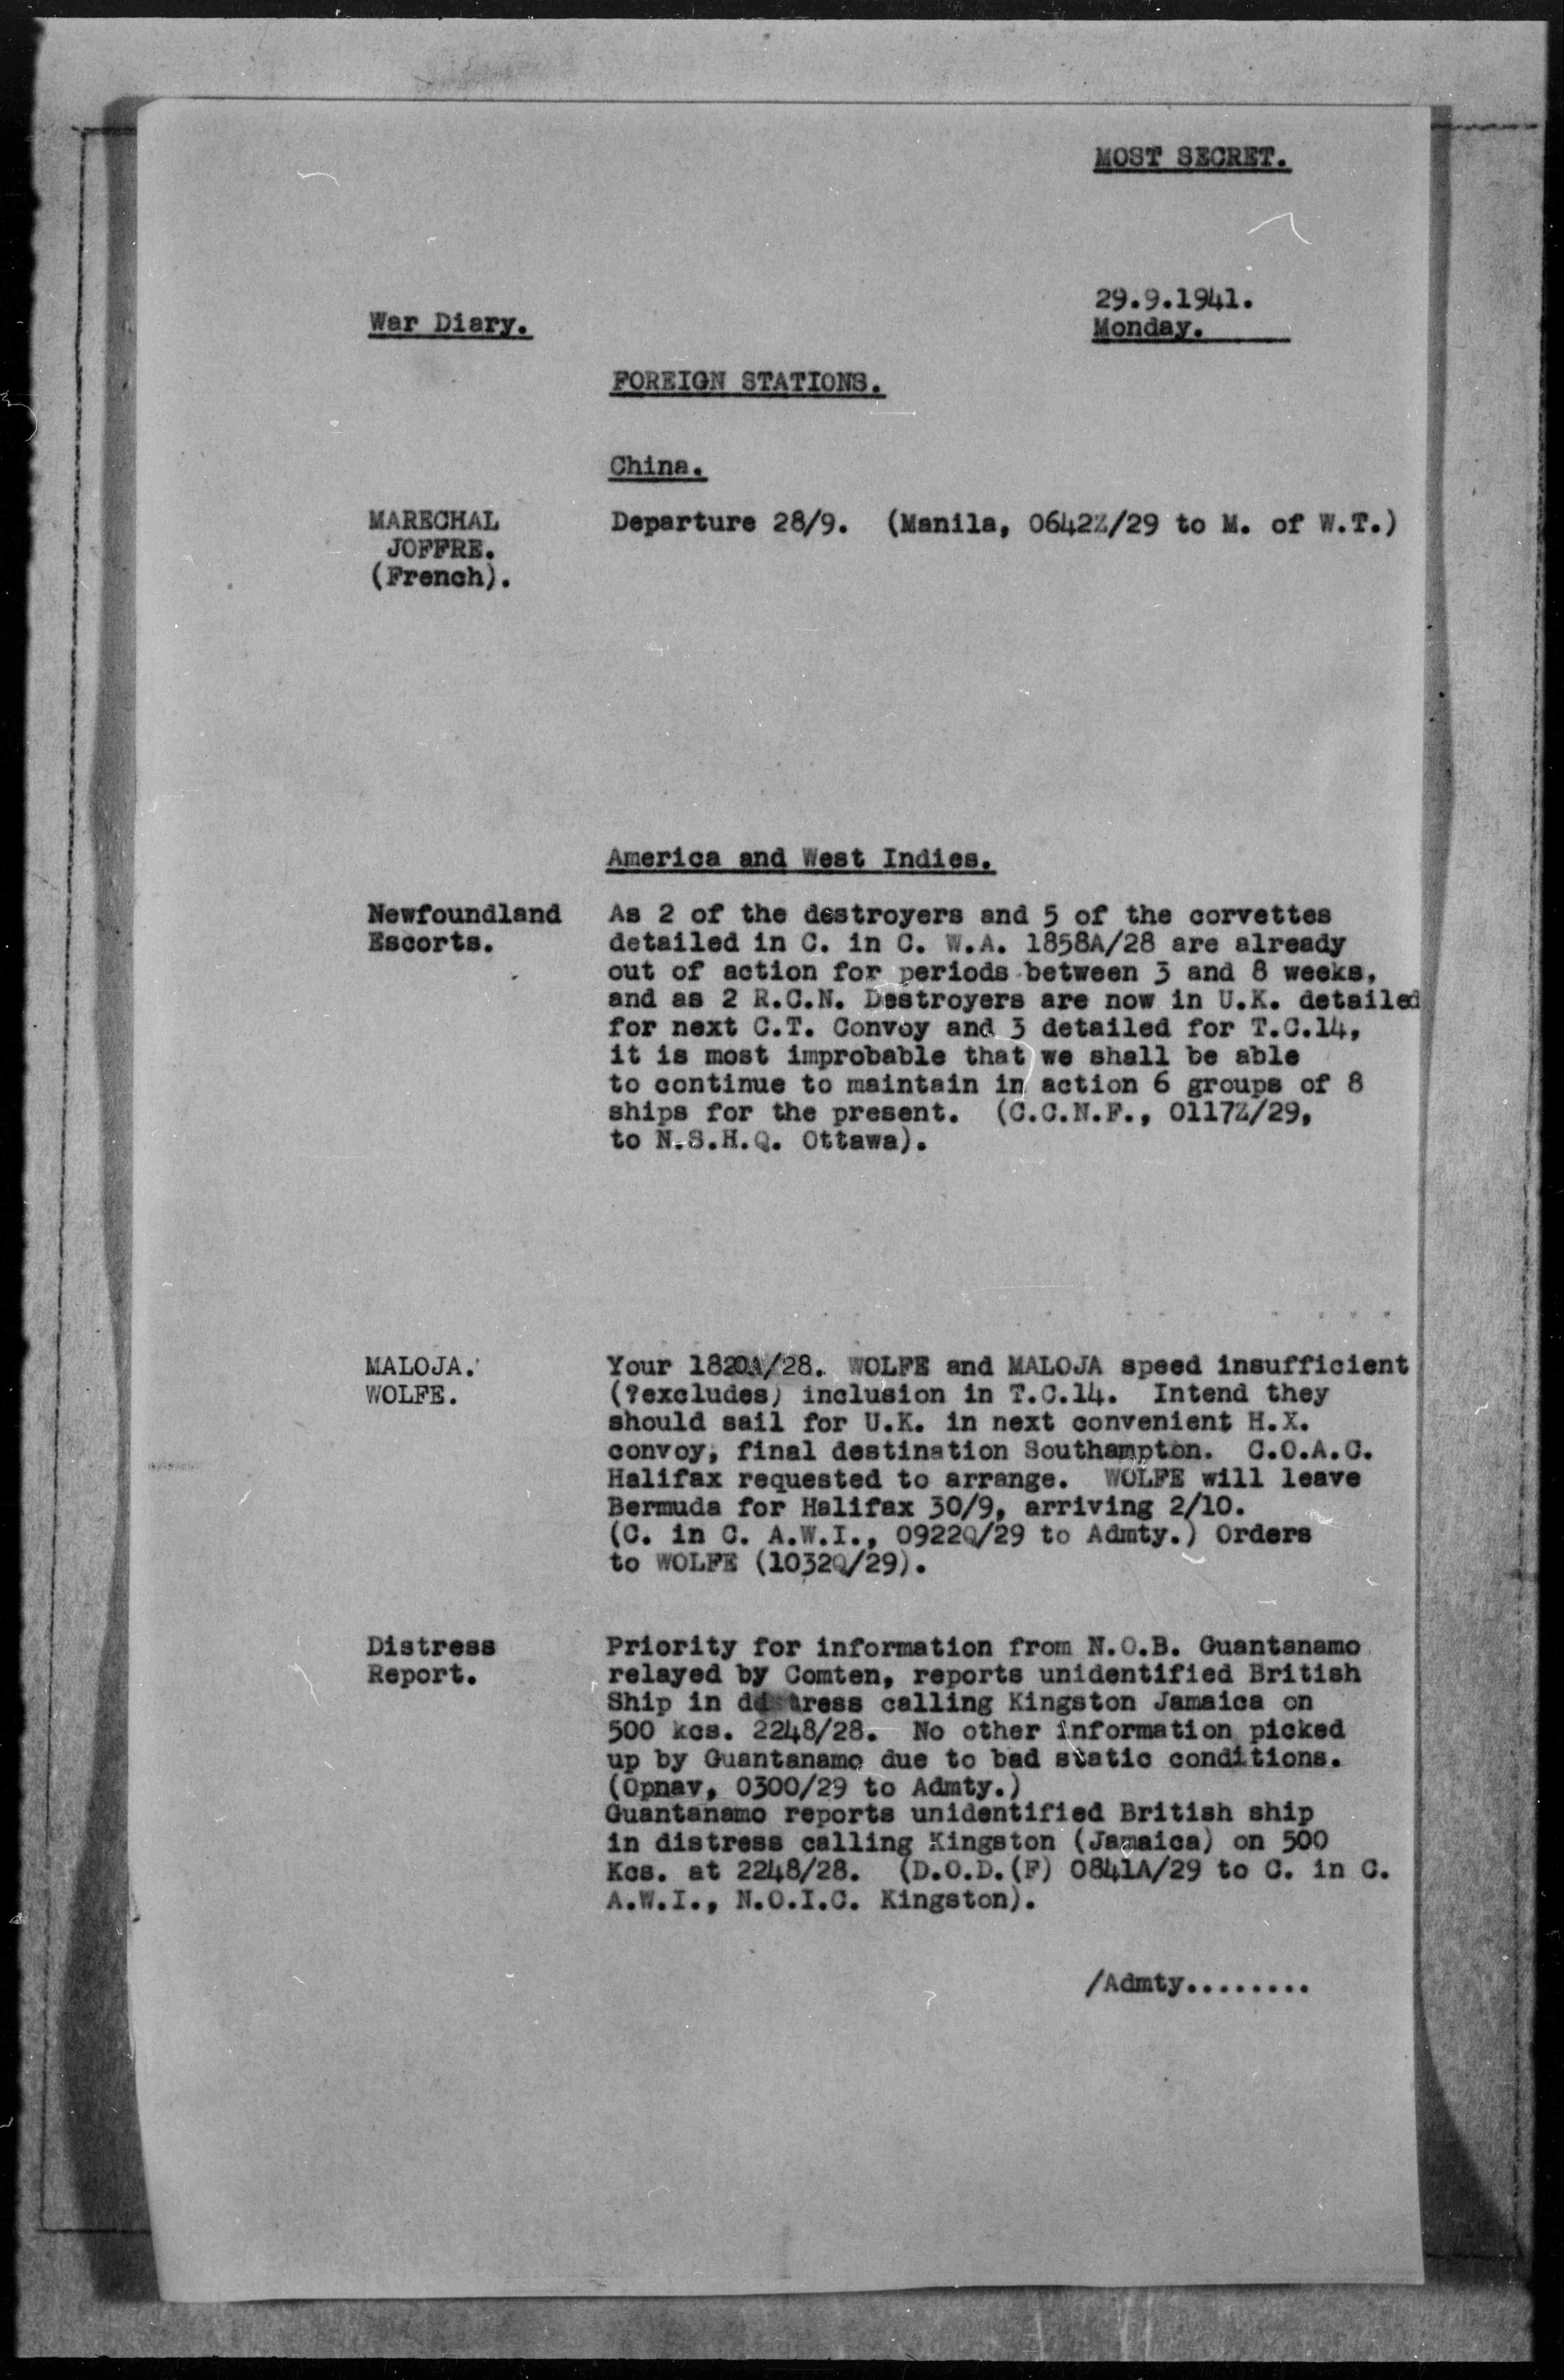 MOST SECRET.
29.9.1941.
War Diary.
Monday.
FOREIGN STATIONS.
China.
MARECHAL JOFFRE. (French).
Departure 28/9. (Manila, 0642Z/29 to M. of W.T.)
America and West Indies.
Newfoundland Escorts.
As 2 of the destroyers and 5 of the corvettes
detailed in C. in C. W.A. 1858A/28 are already
out of action for periods between 3 and 8 weeks,
and as 2 R.C.N. Destroyers are now in U.K. detailed
for next C.T. Convoy and 3 detailed for T.C.14,
it is most improbable that we shall be able
to continue to maintain in action 6 groups of 8
ships for the present. (C.C.N.F., 0117Z/29,
to N.S.H.Q. Ottawa).
MALOJA.
WOLFE.
Your 1820A/28. WOLFE and MALOJA speed insufficient
(?excludes) inclusion in T.C.14. Intend they
should sail for U.K. in next convenient H.X.
convoy, final destination Southampton. C.O.A.C.
Halifax requested to arrange. WOLFE will leave
Bermuda for Halifax 30/9, arriving 2/10.
(C. in C. A.W.I., 0922Q/29 to Admty.) Orders
to WOLFE (1032Q/29).
Distress
Report.
Priority for information from N.O.B. Guantanamo
relayed by Comten, reports unidentified British
Ship in distress calling Kingston Jamaica on
500 kcs. 2248/28. No other information picked
up by Guantanamo due to bad static conditions.
(Opnav, 0300/29 to Admty.)
Guantanamo reports unidentified British ship
in distress calling Kingston (Jamaica) on 500
Kcs. at 2248/28. (D.O.D.(F) 0841A/29 to C. in C.
A.W.I., N.O.I.C. Kingston).
/Admty........